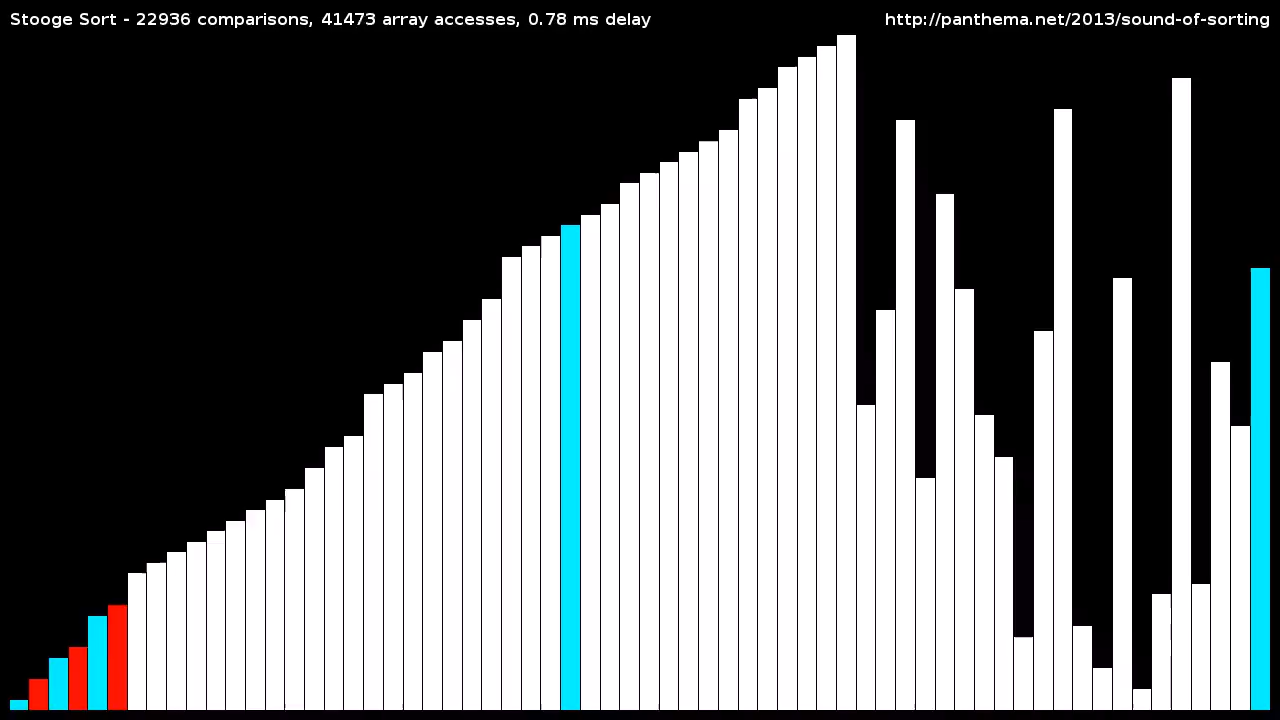 Stooge Sort - 22936 comparisons, 41473 array accesses, 0.78 ms delay
http://panthema.net/2013/sound-of-sorting